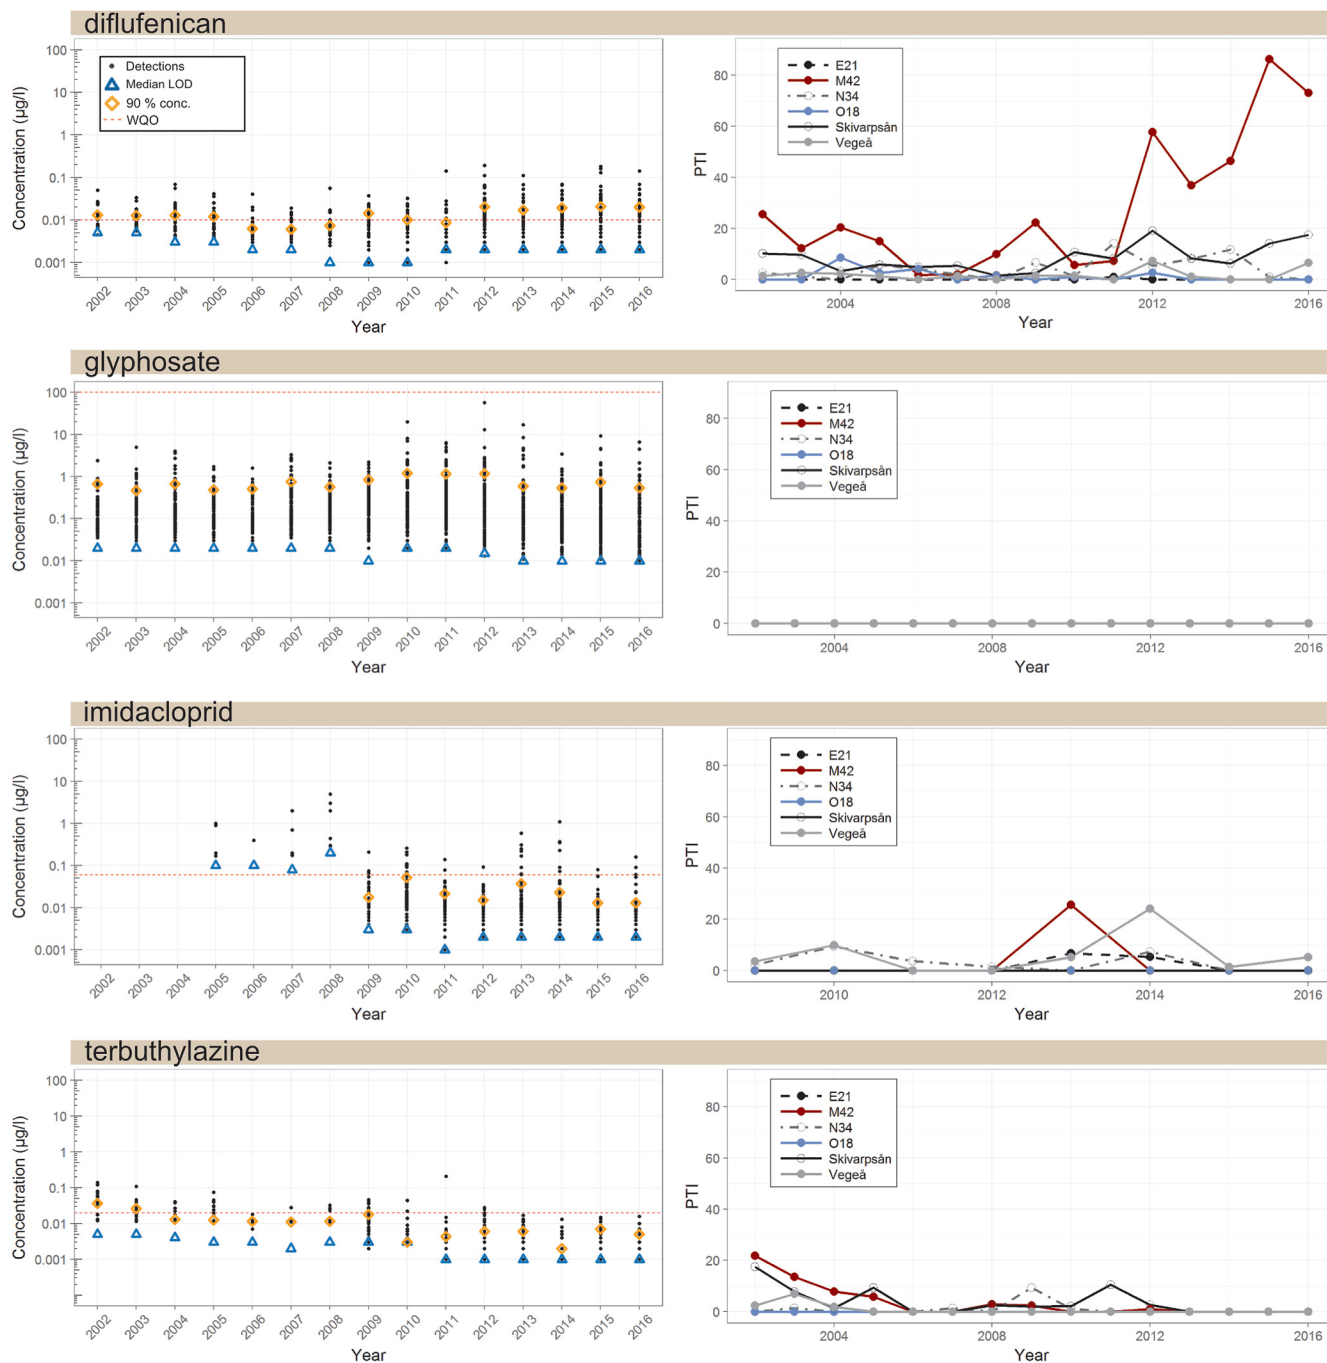 diflufenican
100
10
1
0.1
0.01
0.001
Concentration (µg/l)
Detections
Median LOD
90 % conc.
WQO
2002 2003 2004 2005 2006 2007 2008 2009 2010 2011 2012 2013 2014 2015 2016
Year
80
60
40
20
0
PTI
E21
M42
N34
O18
Skivarpsån
Vegeå
2004 2008 2012 2016
Year
glyphosate
100
10
1
0.1
0.01
0.001
Concentration (µg/l)
2002 2003 2004 2005 2006 2007 2008 2009 2010 2011 2012 2013 2014 2015 2016
Year
80
60
40
20
0
PTI
E21
M42
N34
O18
Skivarpsån
Vegeå
2004 2008 2012 2016
Year
imidacloprid
100
10
1
0.1
0.01
0.001
Concentration (µg/l)
2002 2003 2004 2005 2006 2007 2008 2009 2010 2011 2012 2013 2014 2015 2016
Year
80
60
40
20
0
PTI
E21
M42
N34
O18
Skivarpsån
Vegeå
2010 2012 2014 2016
Year
terbuthylazine
100
10
1
0.1
0.01
0.001
Concentration (µg/l)
2002 2003 2004 2005 2006 2007 2008 2009 2010 2011 2012 2013 2014 2015 2016
Year
80
60
40
20
0
PTI
E21
M42
N34
O18
Skivarpsån
Vegeå
2004 2008 2012 2016
Year